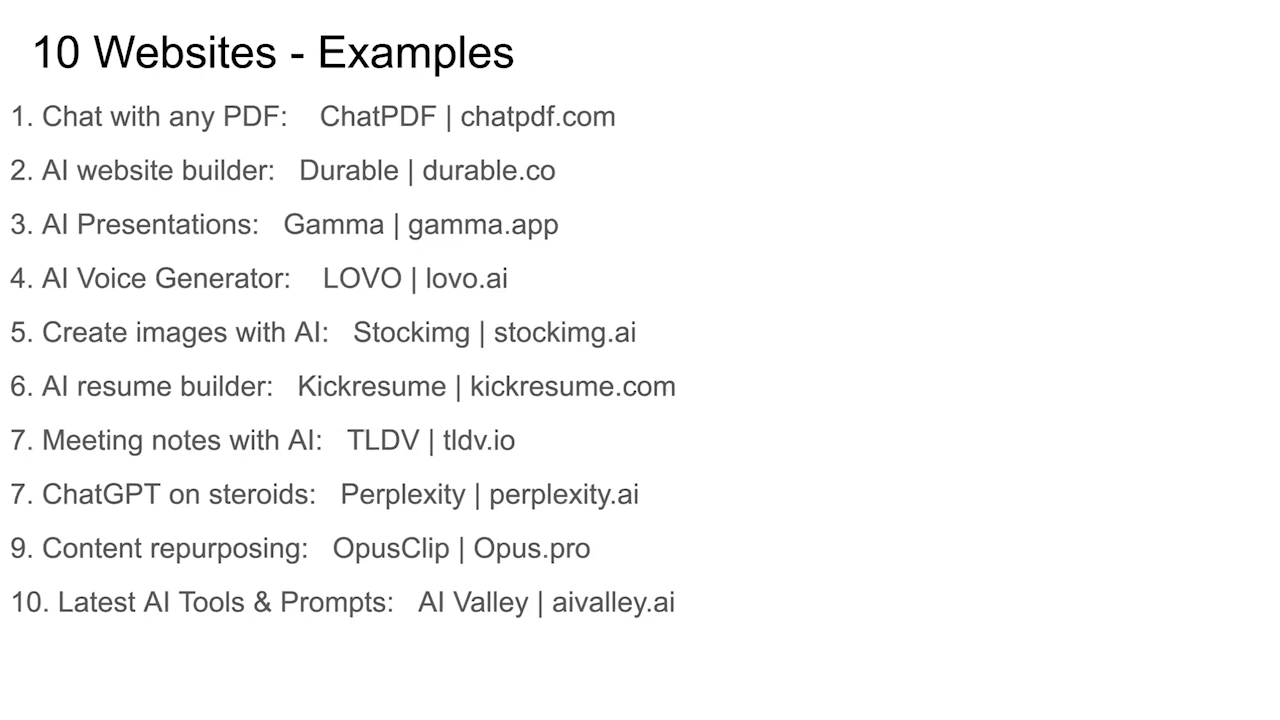 10 Websites - Examples
1. Chat with any PDF: ChatPDF | chatpdf.com
2. AI website builder: Durable | durable.co
3. AI Presentations: Gamma | gamma.app
4. AI Voice Generator: LOVO | lovo.ai
5. Create images with AI: Stockimg | stockimg.ai
6. AI resume builder: Kickresume | kickresume.com
7. Meeting notes with AI: TLDV | tldv.io
7. ChatGPT on steroids: Perplexity | perplexity.ai
9. Content repurposing: OpusClip | Opus.pro
10. Latest AI Tools & Prompts: AI Valley | aivalley.ai